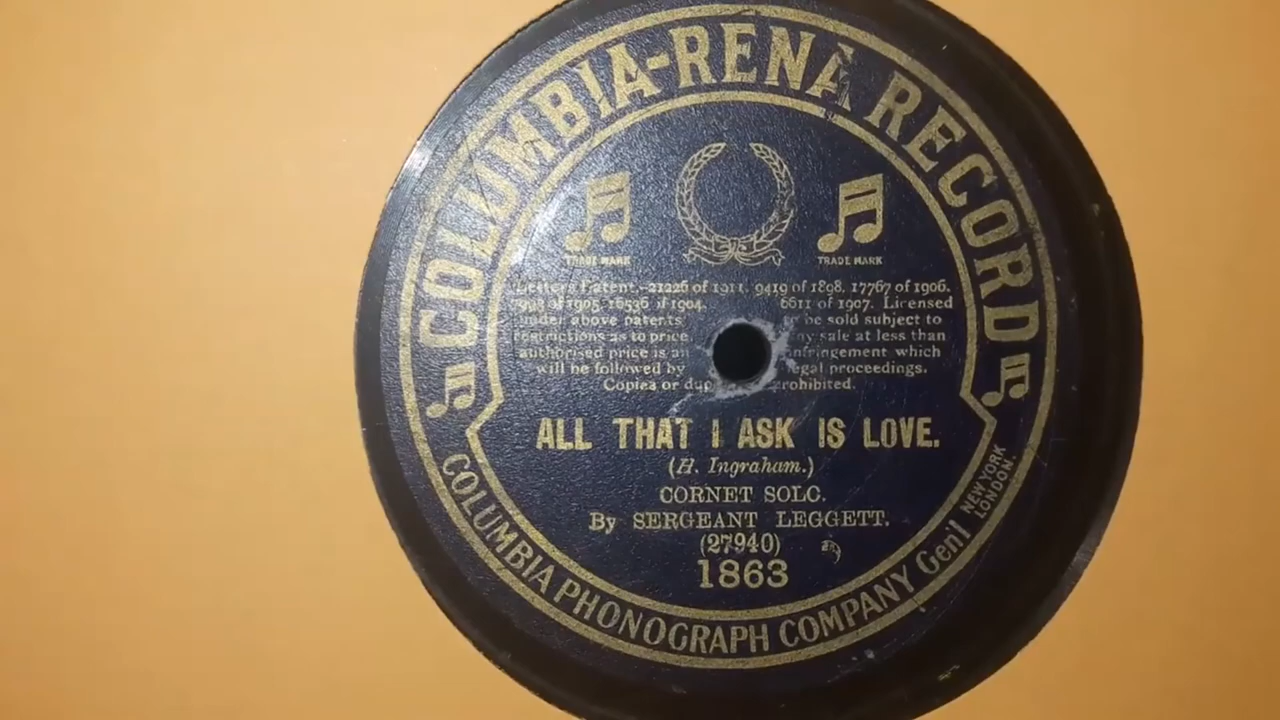 COLUMBIA-RENA RECORD
TRADE MARK TRADE MARK
Letters Patent.-21226 of 1911. 9419 of 1898. 17767 of 1906.
of 1905. 16536 of 1904. 6611 of 1907. Licensed
under above patents to be sold subject to
restrictions as to price. any sale at less than
authorised price is an infringement which
will be followed by legal proceedings.
Copies or prohibited.
ALL THAT I ASK IS LOVE.
(H. Ingraham.)
CORNET SOLO.
By SERGEANT LEGGETT.
(27940)
1863
COLUMBIA PHONOGRAPH COMPANY Gen'l NEW YORK
LONDON.